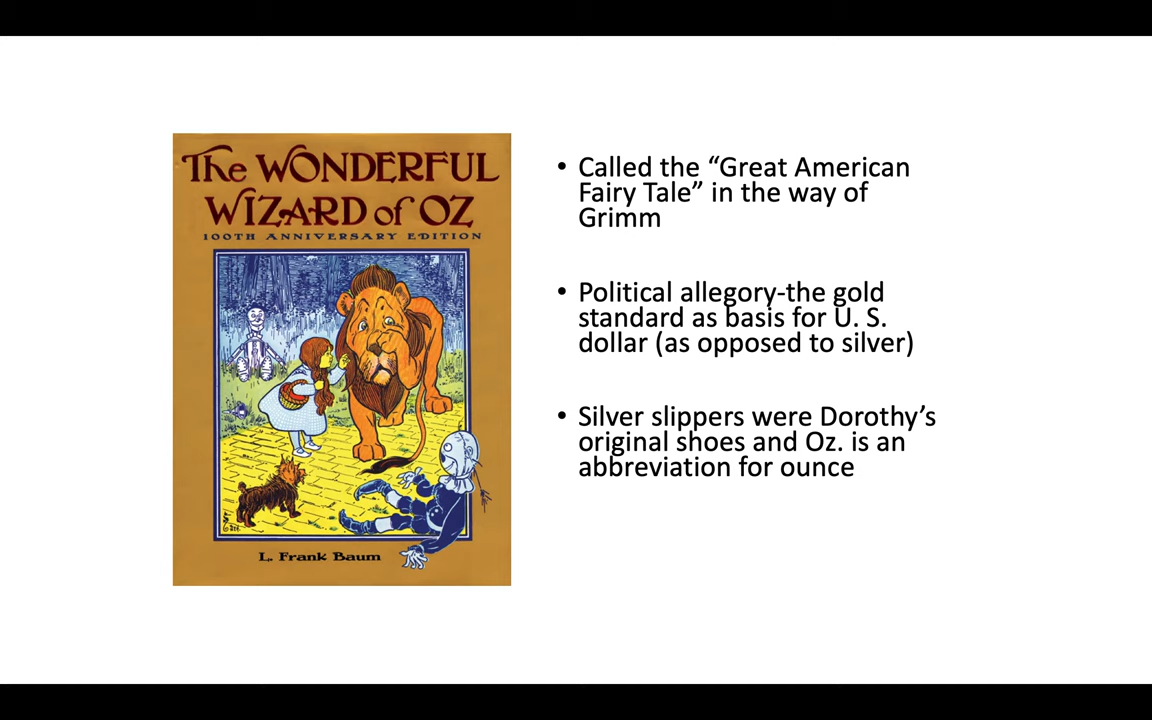 The WONDERFUL
WIZARD of OZ
100TH ANNIVERSARY EDITION
L. Frank Baum
• Called the “Great American
Fairy Tale” in the way of
Grimm
• Political allegory-the gold
standard as basis for U. S.
dollar (as opposed to silver)
• Silver slippers were Dorothy’s
original shoes and Oz. is an
abbreviation for ounce